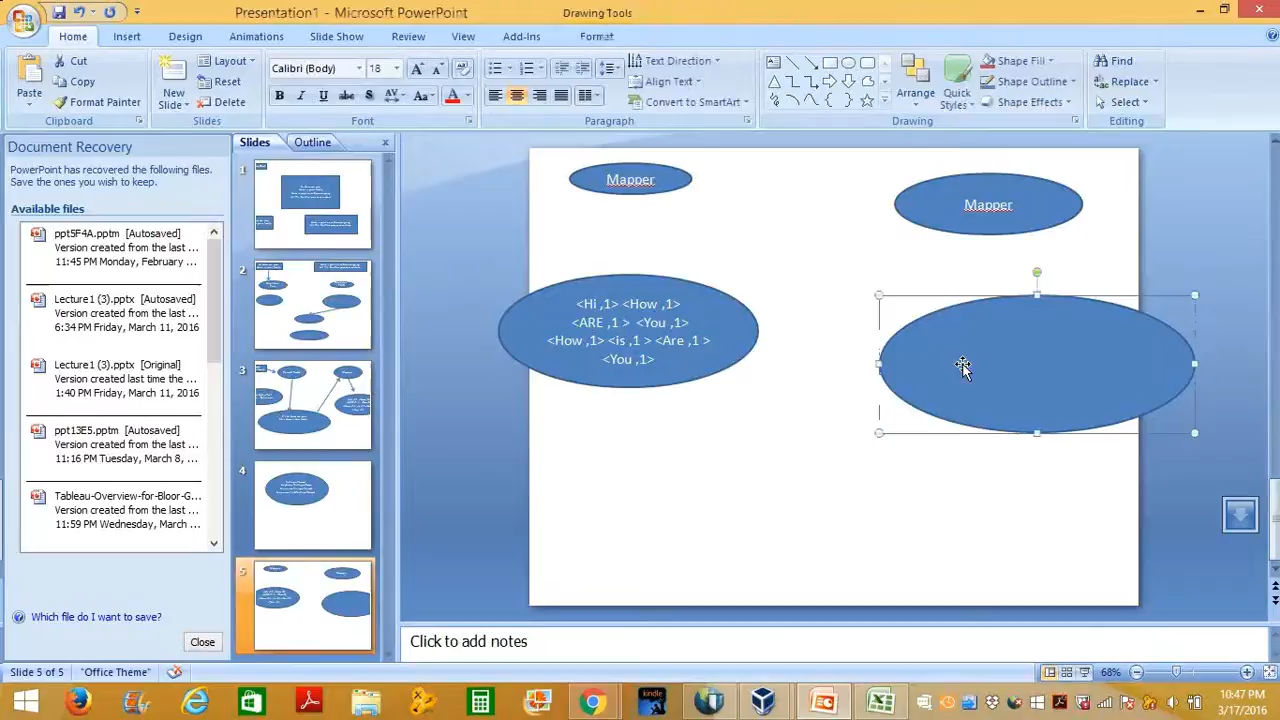 Presentation1 - Microsoft PowerPoint
Drawing Tools
Home
Insert
Design
Animations
Slide Show
Review
View
Add-Ins
Format
Paste
Cut
Copy
Format Painter
Clipboard
New
Slide
Layout
Reset
Delete
Slides
Calibri (Body)
18
Font
Text Direction
Align Text
Convert to SmartArt
Paragraph
Arrange
Quick
Styles
Shape Fill
Shape Outline
Shape Effects
Drawing
Find
Replace
Select
Editing
Document Recovery
PowerPoint has recovered the following files.
Save the ones you wish to keep.
Available files
ppt5F4A.pptm [Autosaved]
Version created from the last ...
11:45 PM Monday, February ...
Lecture1 (3).pptx [Autosaved]
Version created from the last ...
6:34 PM Friday, March 11, 2016
Lecture1 (3).pptx [Original]
Version created last time the ...
1:40 PM Friday, March 11, 2016
ppt13E5.pptm [Autosaved]
Version created from the last ...
11:16 PM Tuesday, March 8, ...
Tableau-Overview-for-Bloor-G...
Version created from the last ...
11:59 PM Wednesday, March ...
Which file do I want to save?
Close
Slides
Outline
1
2
3
4
5
Mapper
Mapper
<Hi ,1> <How ,1>
<ARE ,1 > <You ,1>
<How ,1> <is ,1 > <Are ,1 >
<You ,1>
Click to add notes
Slide 5 of 5
"Office Theme"
68%
kindle
10:47 PM
3/17/2016